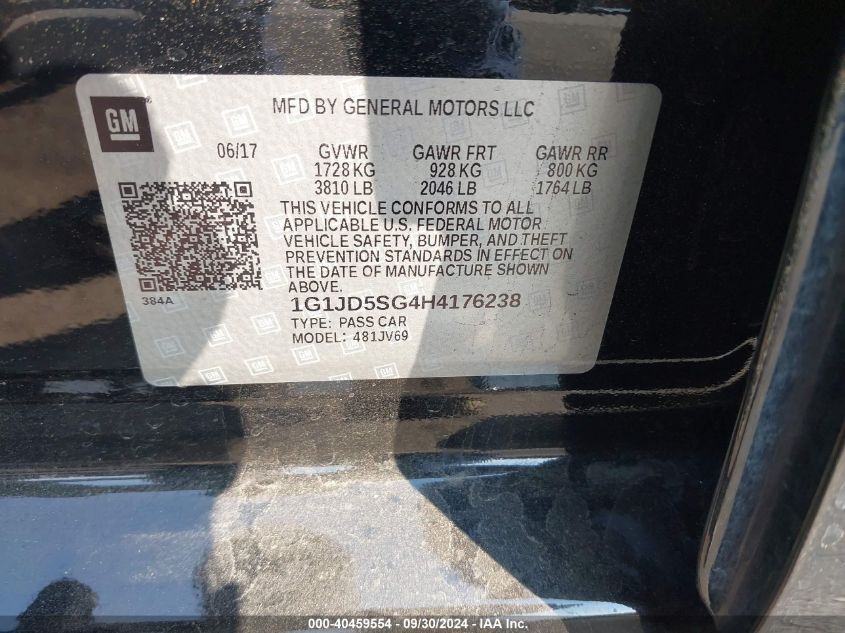 GM
MFD BY GENERAL MOTORS LLC
06/17 GVWR GAWR FRT GAWR RR
1728 KG 928 KG 800 KG
3810 LB 2046 LB 1764 LB
THIS VEHICLE CONFORMS TO ALL
APPLICABLE U.S. FEDERAL MOTOR
VEHICLE SAFETY, BUMPER, AND THEFT
PREVENTION STANDARDS IN EFFECT ON
THE DATE OF MANUFACTURE SHOWN
ABOVE.
384A
1G1JD5SG4H4176238
TYPE: PASS CAR
MODEL: 481JV69
000-40459554 - 09/30/2024 - IAA Inc.